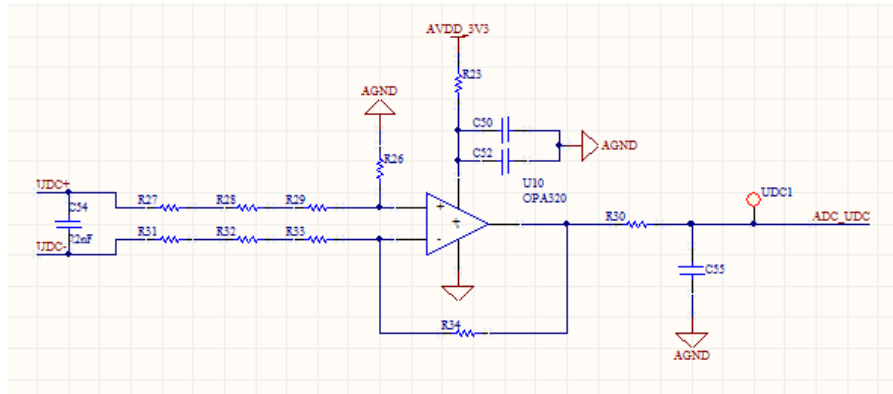 AVDD_3V3
R23
AGND
C50
AGND
C52
R26
U10
OPA320
UDC+
C54
R27
R28
R29
UDC1
+
+
R30
ADC_UDC
22nF
R31
R32
R33
-
UDC-
C55
R34
AGND